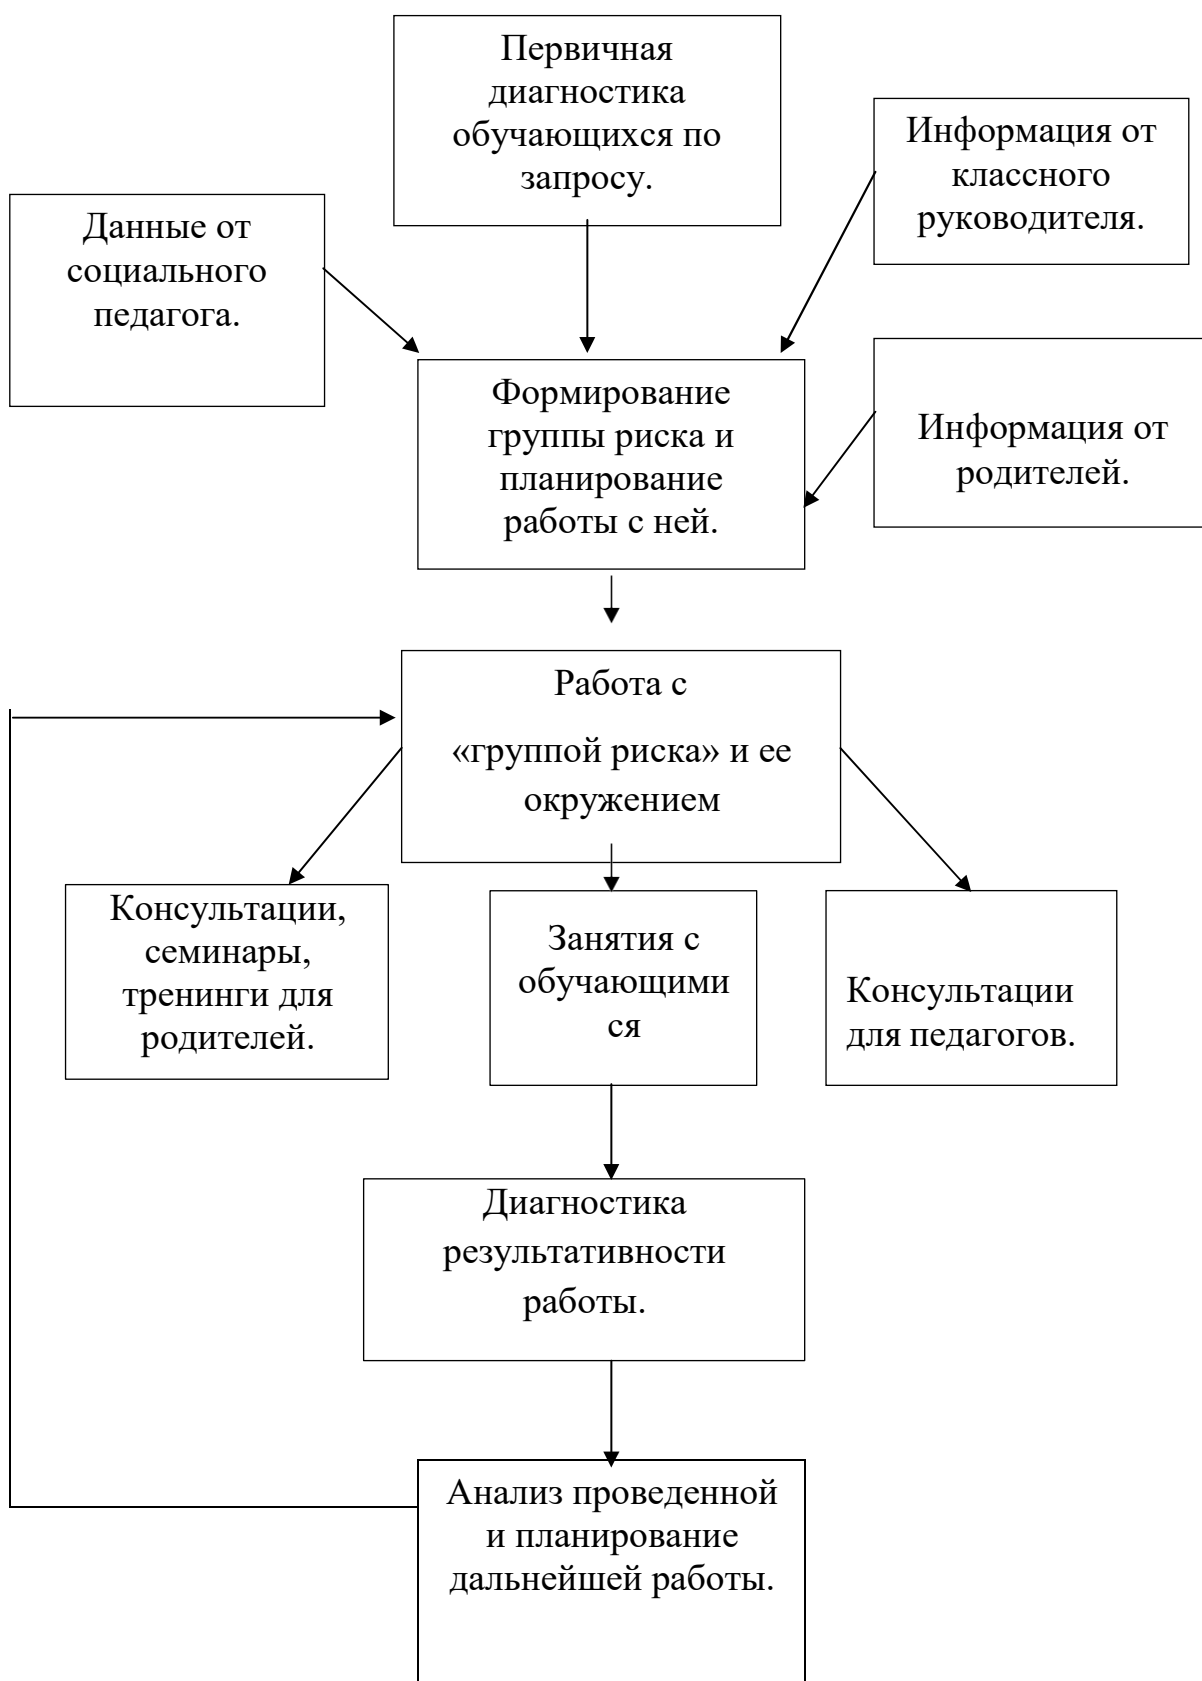 Первичная
диагностика
обучающихся по
запросу.
Информация от
классного
руководителя.
Данные от
социального
педагога.
Формирование
группы риска и
планирование
работы с ней.
Информация от
родителей.
Работа с
«группой риска» и ее
окружением
Консультации,
семинары,
тренинги для
родителей.
Занятия с
обучающими
ся
Консультации
для педагогов.
Диагностика
результативности
работы.
Анализ проведенной
и планирование
дальнейшей работы.